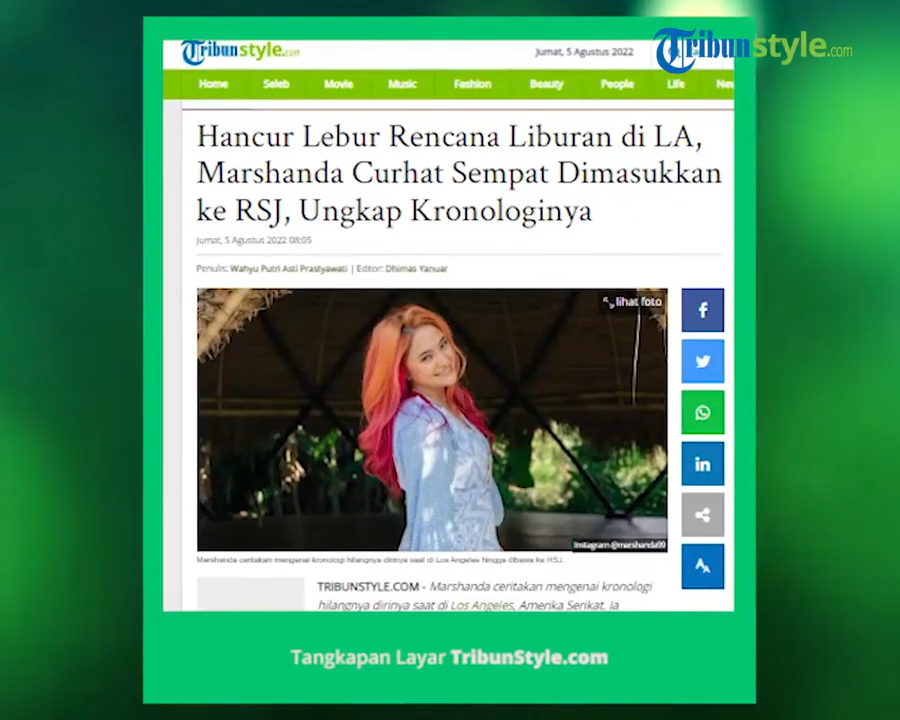 Tribunstyle.com
Jumat, 5 Agustus 2022
Tribunstyle.com
Home Seleb Movie Music Fashion Beauty People Life New
Hancur Lebur Rencana Liburan di LA,
Marshanda Curhat Sempat Dimasukkan
ke RSJ, Ungkap Kronologinya
Jumat, 5 Agustus 2022 08:05
Penulis: Wahyu Putri Asti Prastyawati | Editor: Dhimas Yanuar
lihat foto
Instagram @marshanda99
Marshanda ceritakan mengenai kronologi hilangnya dirinya saat di Los Angeles hingga dibawa ke RSJ.
TRIBUNSTYLE.COM - Marshanda ceritakan mengenai kronologi
hilangnya dirinya saat di Los Angeles, Amerika Serikat. Ia
Tangkapan Layar TribunStyle.com